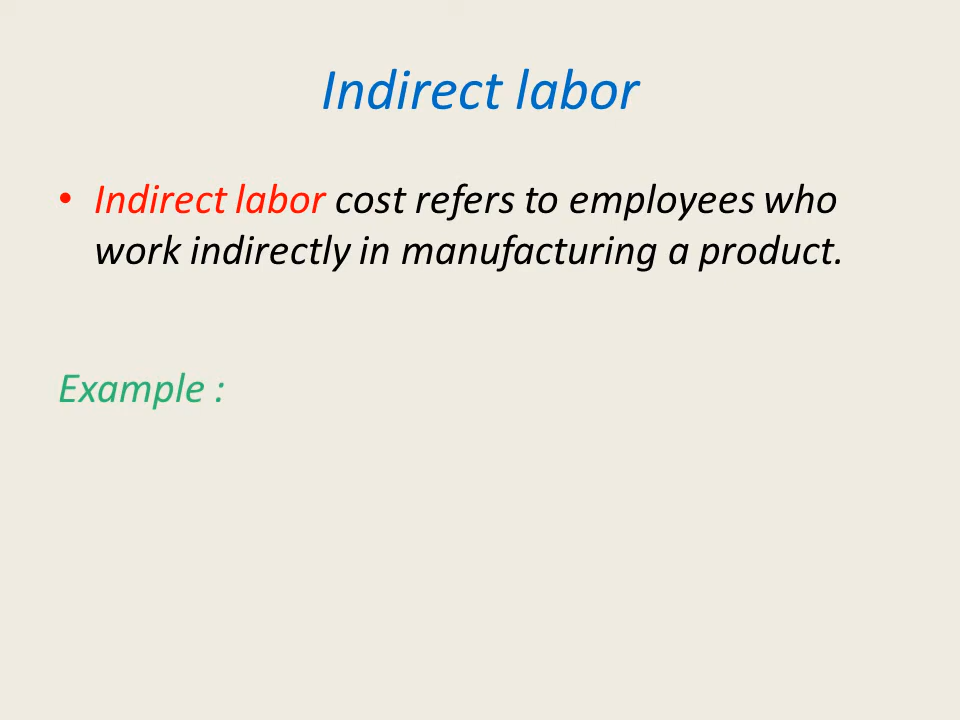 Indirect labor
• Indirect labor cost refers to employees who
work indirectly in manufacturing a product.
Example :